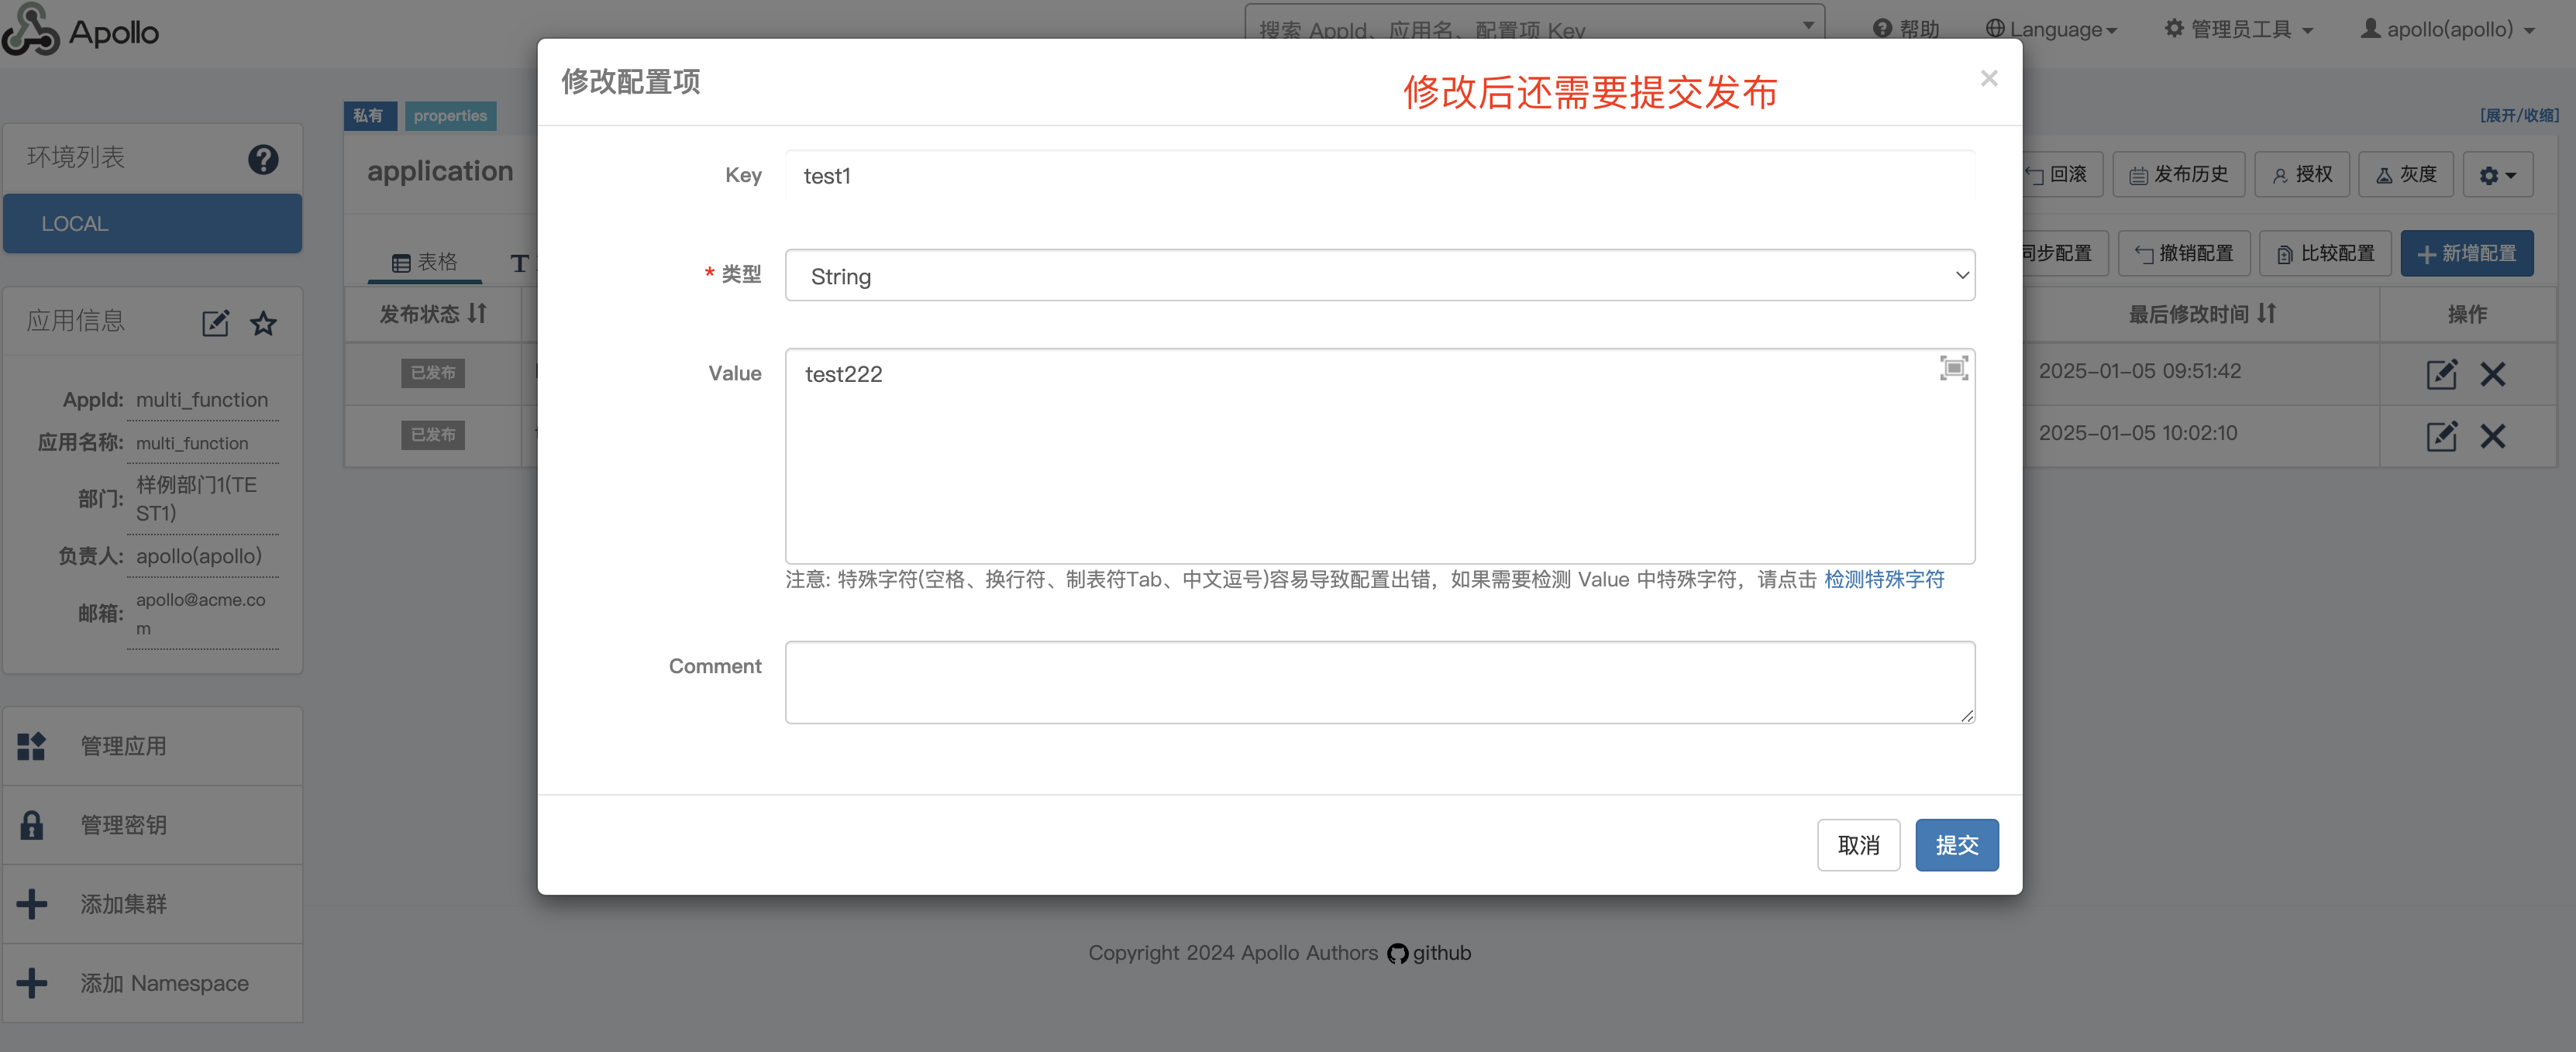 Apollo
搜索 AppId、应用名、配置项 Key
帮助
Language
管理员工具
apollo(apollo)
修改配置项
修改后还需要提交发布
×
私有
properties
[展开/收缩]
环境列表
application
回滚
发布历史
授权
灰度
LOCAL
表格
同步配置
撤销配置
比较配置
新增配置
Key
test1
* 类型
String
Value
test222
注意: 特殊字符(空格、换行符、制表符Tab、中文逗号)容易导致配置出错，如果需要检测 Value 中特殊字符，请点击 检测特殊字符
Comment
取消
提交
发布状态
最后修改时间
操作
已发布
2025-01-05 09:51:42
已发布
2025-01-05 10:02:10
应用信息
AppId: multi_function
应用名称: multi_function
部门: 样例部门1(TE
ST1)
负责人: apollo(apollo)
邮箱: apollo@acme.co
m
管理应用
管理密钥
添加集群
添加 Namespace
Copyright 2024 Apollo Authors github